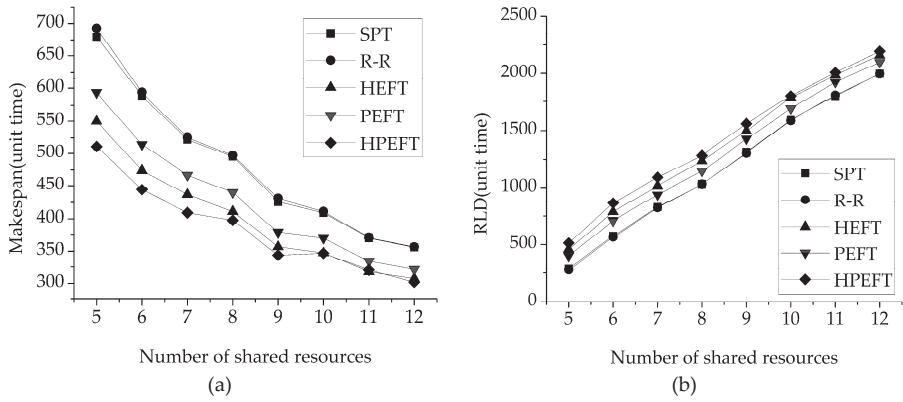 700
650
600
550
500
450
400
350
300
Makespan(unit time)
SPT
R-R
HEFT
PEFT
HPEFT
5 6 7 8 9 10 11 12
Number of shared resources
(a)
2500
2000
1500
1000
500
0
RLD(unit time)
SPT
R-R
HEFT
PEFT
HPEFT
5 6 7 8 9 10 11 12
Number of shared resources
(b)